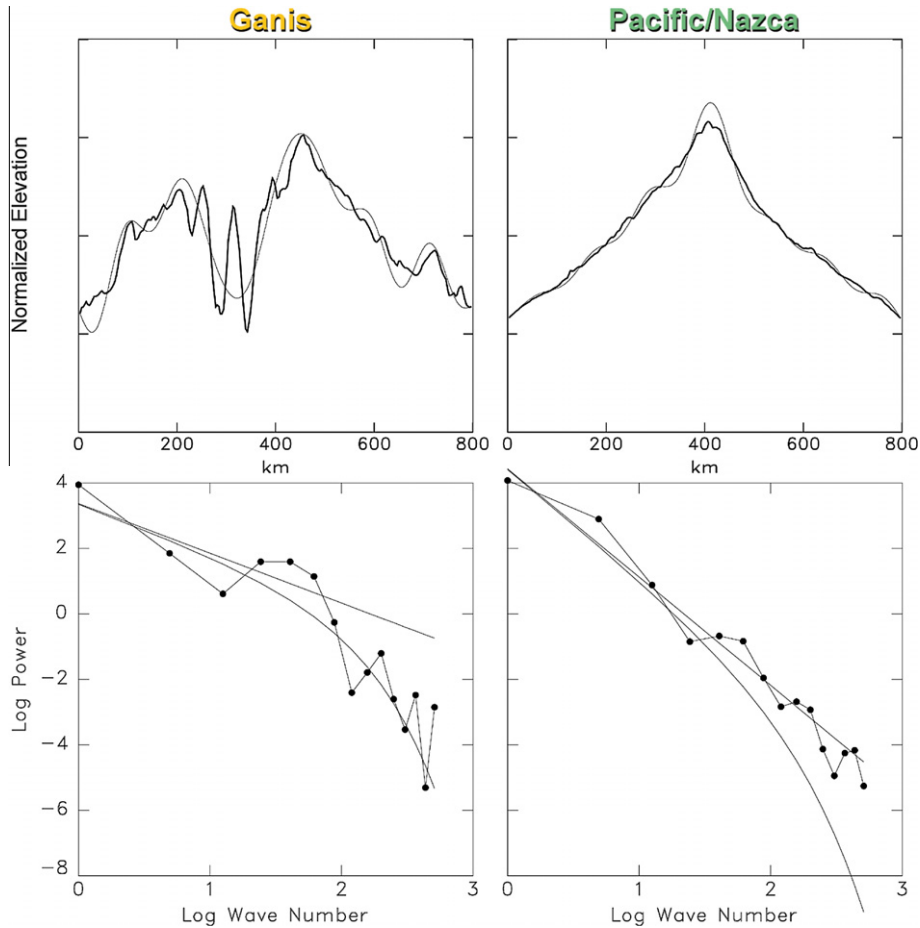 Ganis
Pacific/Nazca
Normalized Elevation
0 200 400 600 800
km
0 200 400 600 800
km
4
2
0
−2
−4
−6
−8
Log Power
0 1 2 3
Log Wave Number
0 1 2 3
Log Wave Number